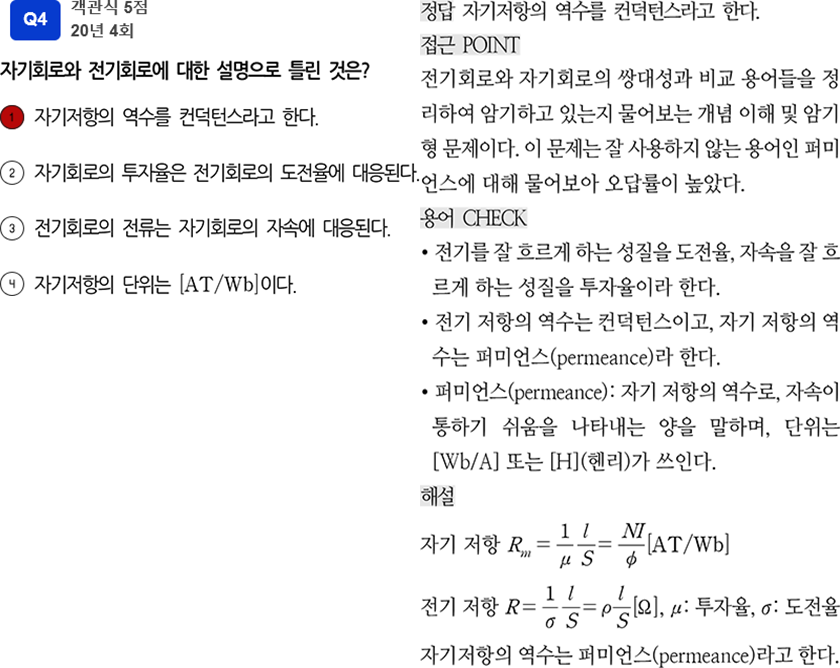 Q4
객관식 5점
20년 4회
자기회로와 전기회로에 대한 설명으로 틀린 것은?
1 자기저항의 역수를 컨덕턴스라고 한다.
2 자기회로의 투자율은 전기회로의 도전율에 대응된다.
3 전기회로의 전류는 자기회로의 자속에 대응된다.
4 자기저항의 단위는 [AT/Wb]이다.
정답 자기저항의 역수를 컨덕턴스라고 한다.
접근 POINT
전기회로와 자기회로의 쌍대성과 비교 용어들을 정
리하여 암기하고 있는지 물어보는 개념 이해 및 암기
형 문제이다. 이 문제는 잘 사용하지 않는 용어인 퍼미
언스에 대해 물어보아 오답률이 높았다.
용어 CHECK
• 전기를 잘 흐르게 하는 성질을 도전율, 자속을 잘 흐
르게 하는 성질을 투자율이라 한다.
• 전기 저항의 역수는 컨덕턴스이고, 자기 저항의 역
수는 퍼미언스(permeance)라 한다.
• 퍼미언스(permeance): 자기 저항의 역수로, 자속이
통하기 쉬움을 나타내는 양을 말하며, 단위는
[Wb/A] 또는 [H](헨리)가 쓰인다.
해설
자기 저항 R_m = 1/μ l/S = NI/φ [AT/Wb]
전기 저항 R = 1/σ l/S = ρ l/S [Ω], μ: 투자율, σ: 도전율
자기저항의 역수는 퍼미언스(permeance)라고 한다.